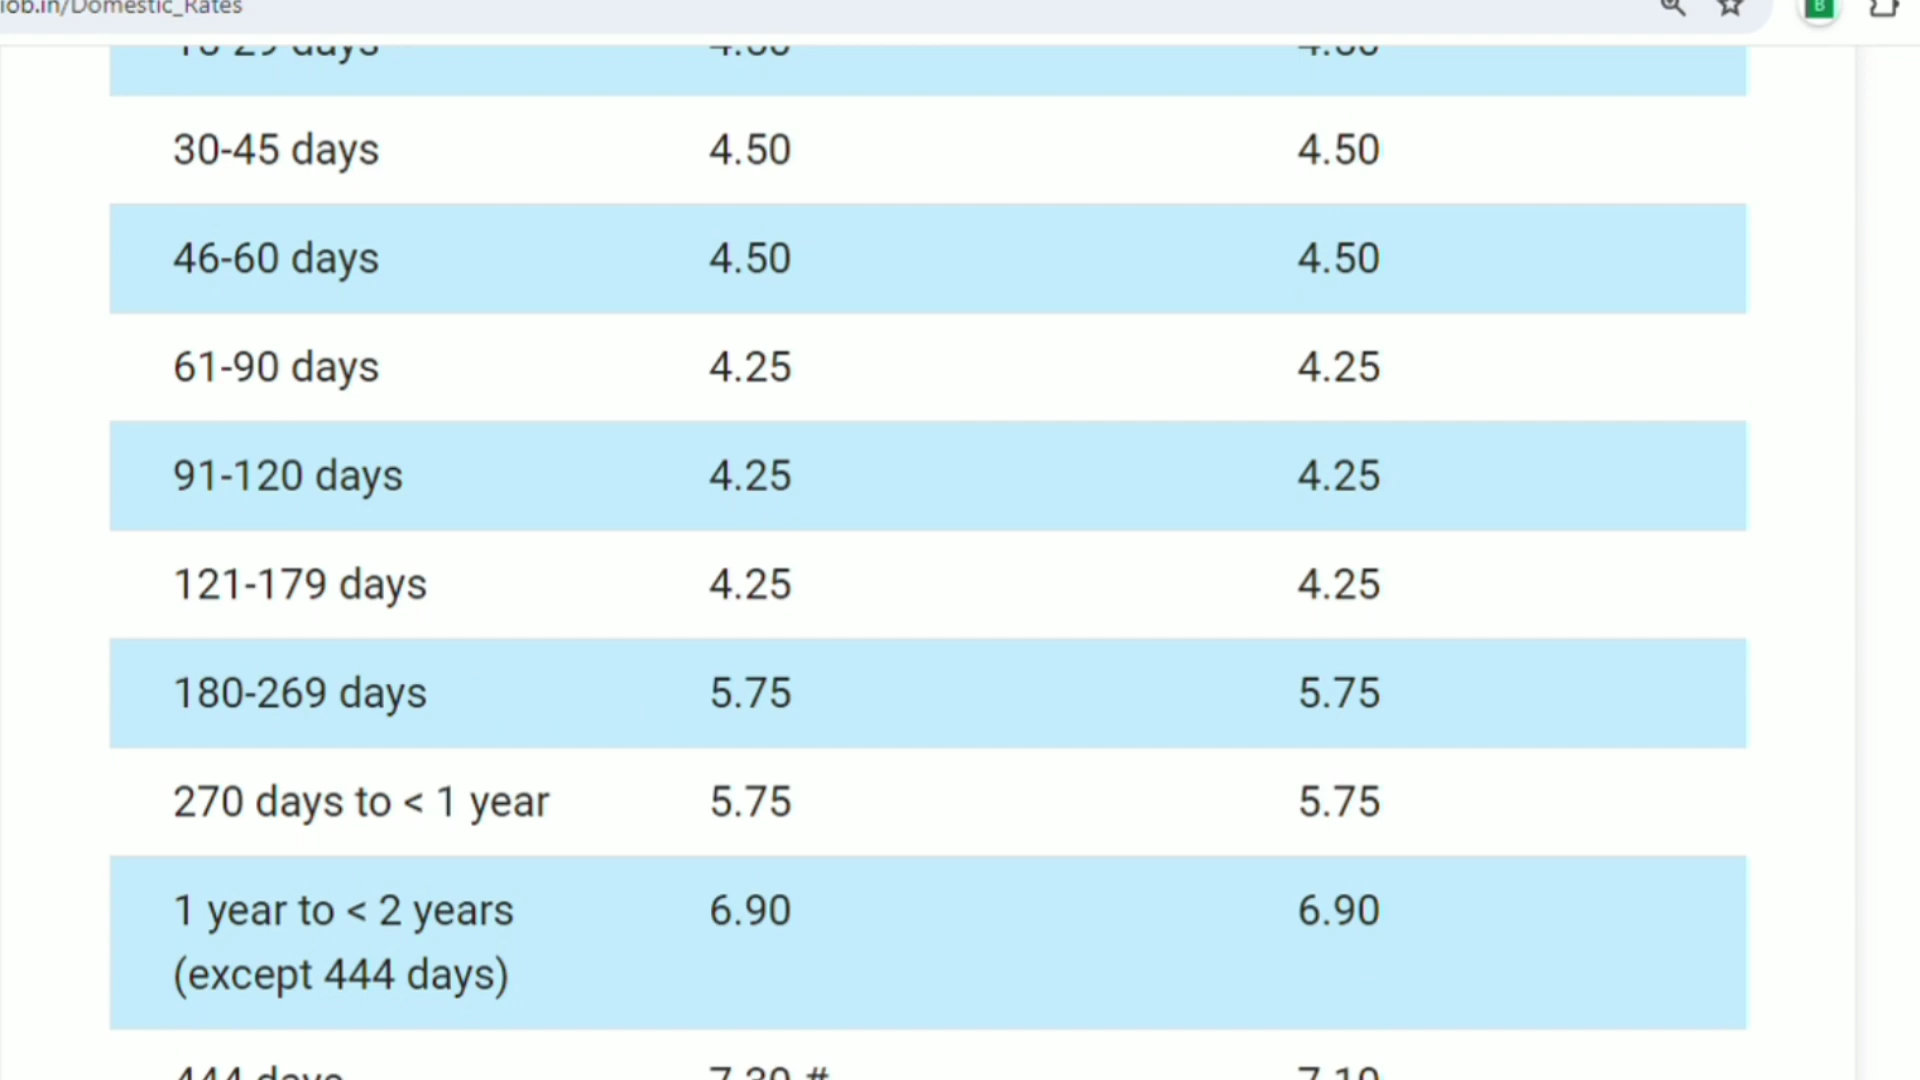 iob.in/Domestic_Rates
30-45 days 4.50 4.50
46-60 days 4.50 4.50
61-90 days 4.25 4.25
91-120 days 4.25 4.25
121-179 days 4.25 4.25
180-269 days 5.75 5.75
270 days to < 1 year 5.75 5.75
1 year to < 2 years 6.90 6.90
(except 444 days)
444 days